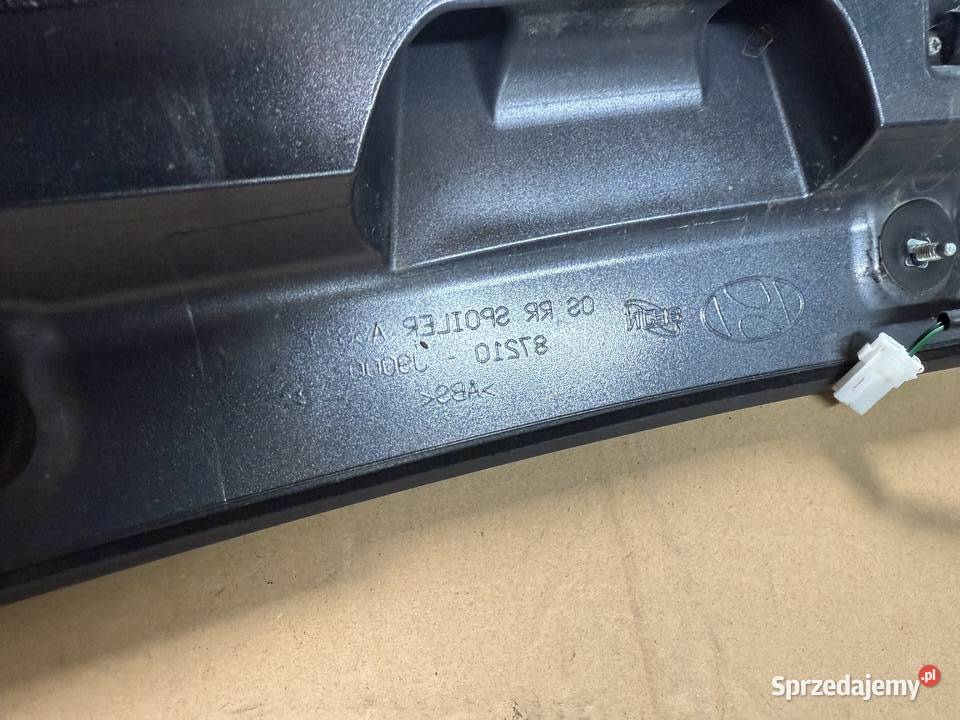 OS RR SPOILER A
87210 - J9000
>ABS<
Sprzedajemy.pl